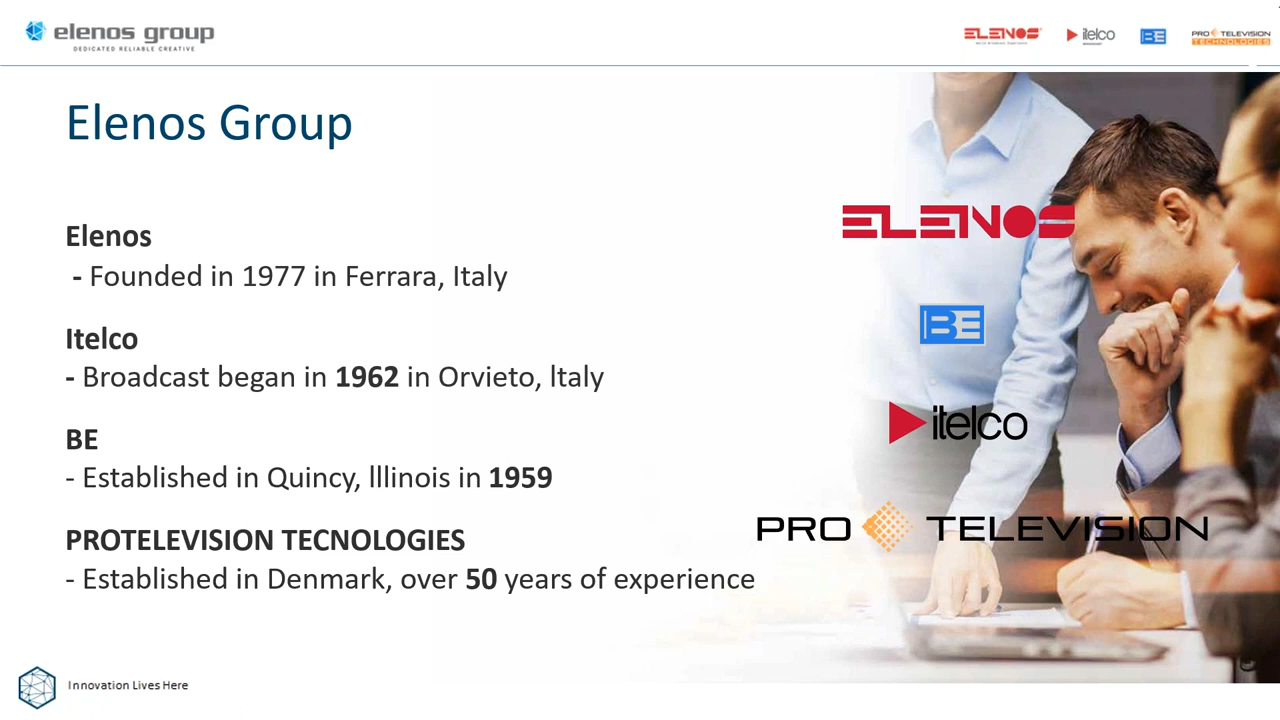 elenos group
DEDICATED RELIABLE CREATIVE
ELENOS
itelco
BE
PRO TELEVISION
TECHNOLOGIES
Elenos Group
Elenos
- Founded in 1977 in Ferrara, Italy
Itelco
- Broadcast began in 1962 in Orvieto, ltaly
BE
- Established in Quincy, lllinois in 1959
PROTELEVISION TECNOLOGIES
- Established in Denmark, over 50 years of experience
ELENOS
BE
itelco
PRO TELEVISION
Innovation Lives Here